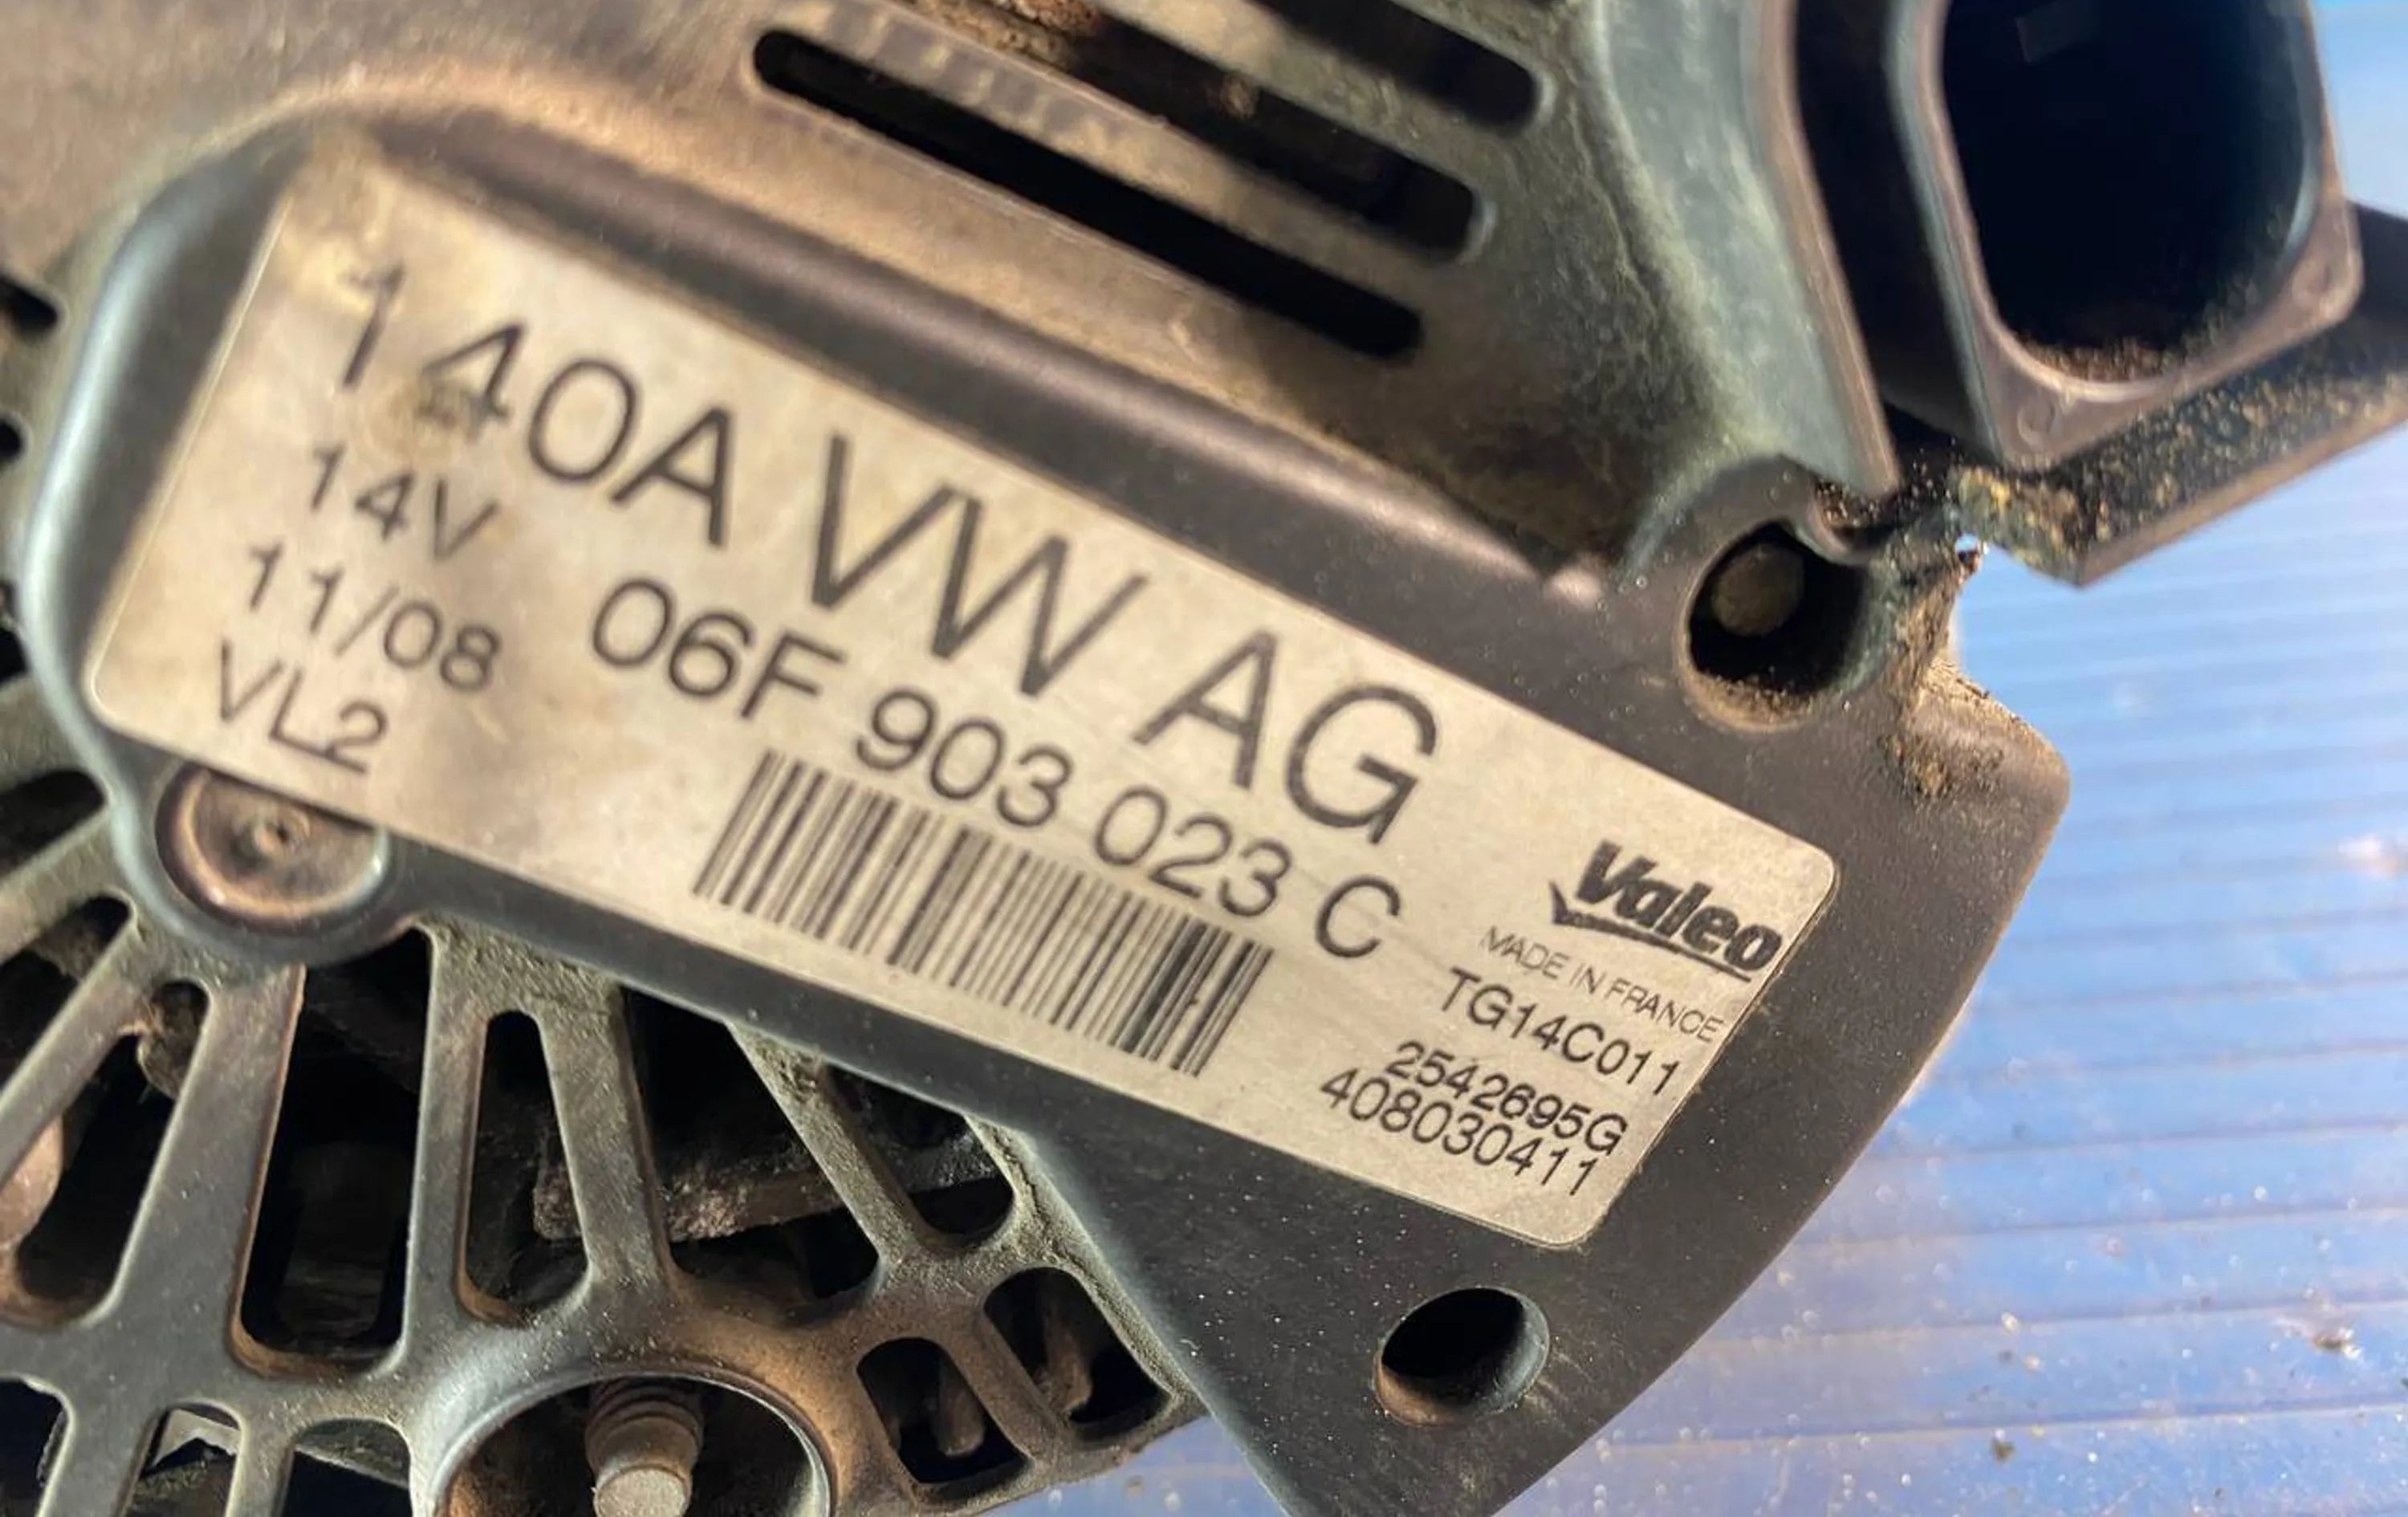 140A VW AG
14V
11/08
VL2
06F 903 023 C
Valeo
MADE IN FRANCE
TG14C011
2542695G
408030411